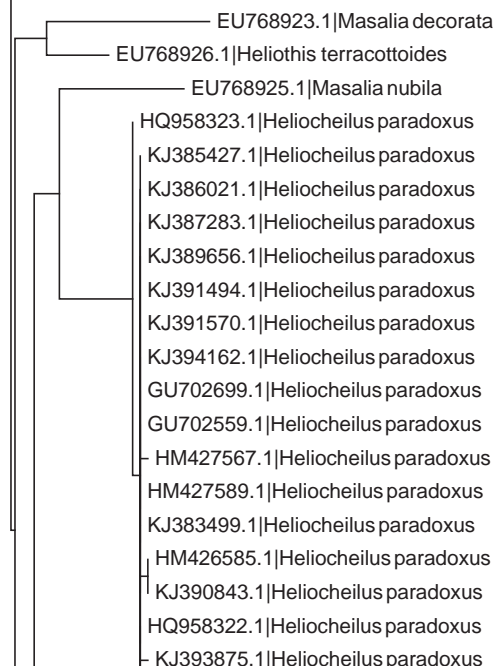 EU768923.1|Masalia decorata
EU768926.1|Heliothis terracottoides
EU768925.1|Masalia nubila
HQ958323.1|Heliocheilus paradoxus
KJ385427.1|Heliocheilus paradoxus
KJ386021.1|Heliocheilus paradoxus
KJ387283.1|Heliocheilus paradoxus
KJ389656.1|Heliocheilus paradoxus
KJ391494.1|Heliocheilus paradoxus
KJ391570.1|Heliocheilus paradoxus
KJ394162.1|Heliocheilus paradoxus
GU702699.1|Heliocheilus paradoxus
GU702559.1|Heliocheilus paradoxus
HM427567.1|Heliocheilus paradoxus
HM427589.1|Heliocheilus paradoxus
KJ383499.1|Heliocheilus paradoxus
HM426585.1|Heliocheilus paradoxus
KJ390843.1|Heliocheilus paradoxus
HQ958322.1|Heliocheilus paradoxus
KJ393875.1|Heliocheilus paradoxus